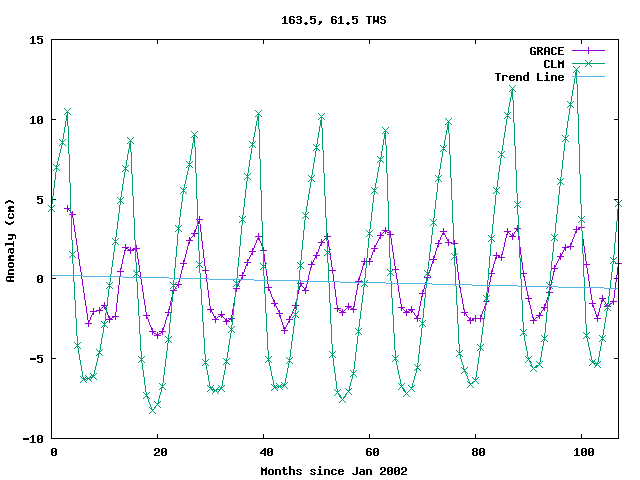 163.5, 61.5 TWS
GRACE
CLM
Trend Line
15
10
5
0
-5
-10
Anomaly (cm)
0 20 40 60 80 100
Months since Jan 2002